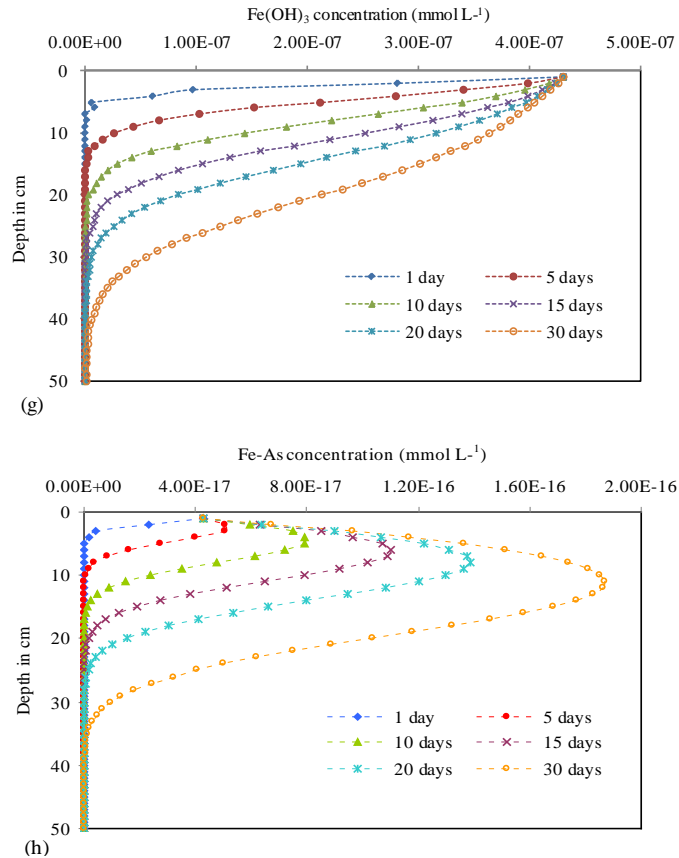 Fe(OH)3 concentration (mmol L-¹)
0.00E+00 1.00E-07 2.00E-07 3.00E-07 4.00E-07 5.00E-07
0
10
20
30
40
50
Depth in cm
1 day 5 days
10 days 15 days
20 days 30 days
(g)
Fe-As concentration (mmol L-¹)
0.00E+00 4.00E-17 8.00E-17 1.20E-16 1.60E-16 2.00E-16
0
10
20
30
40
50
Depth in cm
1 day 5 days
10 days 15 days
20 days 30 days
(h)